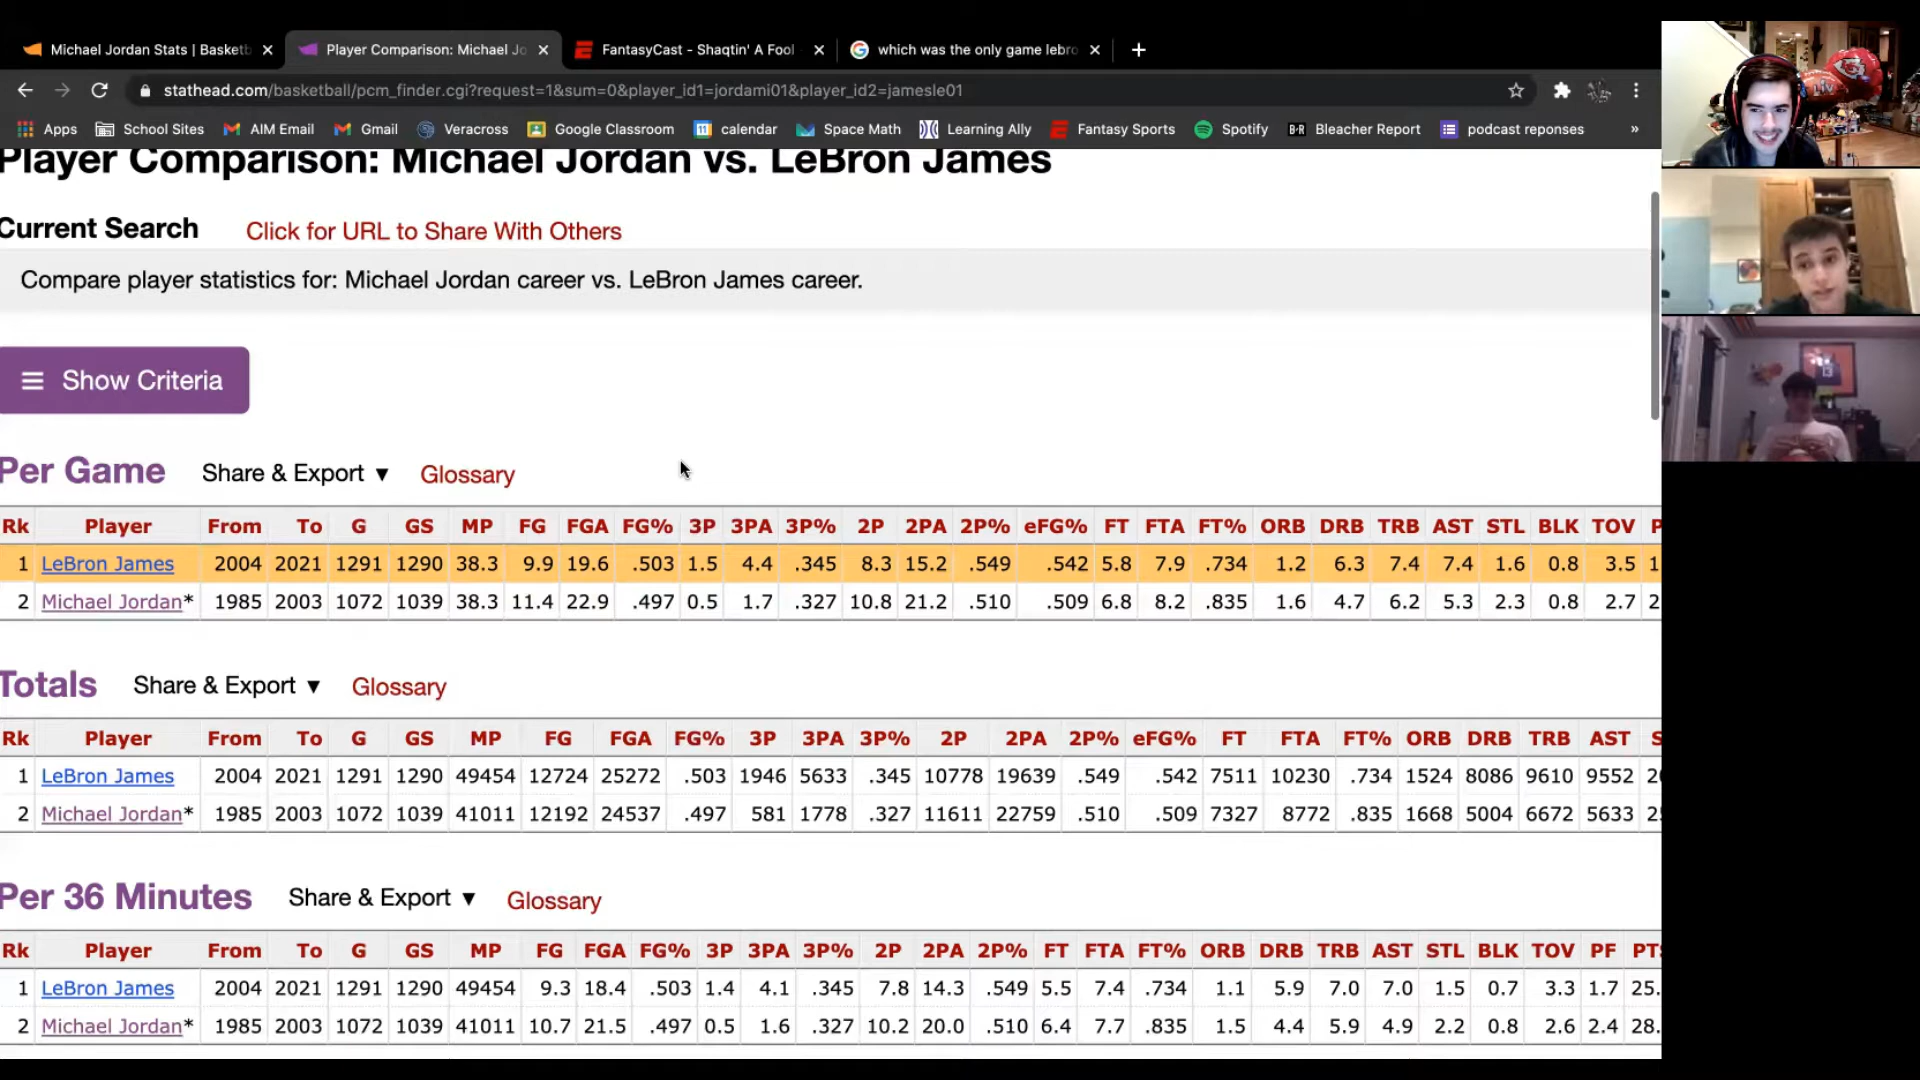 Michael Jordan Stats | Basketb
Player Comparison: Michael Jo
FantasyCast - Shaqtin' A Fool
which was the only game lebro
stathead.com/basketball/pcm_finder.cgi?request=1&sum=0&player_id1=jordami01&player_id2=jamesle01
Apps School Sites AIM Email Gmail Veracross Google Classroom calendar Space Math Learning Ally Fantasy Sports Spotify B·R Bleacher Report podcast reponses »
Player Comparison: Michael Jordan vs. LeBron James
Current Search Click for URL to Share With Others
Compare player statistics for: Michael Jordan career vs. LeBron James career.
Show Criteria
Per Game Share & Export ▼ Glossary
Rk Player From To G GS MP FG FGA FG% 3P 3PA 3P% 2P 2PA 2P% eFG% FT FTA FT% ORB DRB TRB AST STL BLK TOV P
1 LeBron James 2004 2021 1291 1290 38.3 9.9 19.6 .503 1.5 4.4 .345 8.3 15.2 .549 .542 5.8 7.9 .734 1.2 6.3 7.4 7.4 1.6 0.8 3.5 1
2 Michael Jordan* 1985 2003 1072 1039 38.3 11.4 22.9 .497 0.5 1.7 .327 10.8 21.2 .510 .509 6.8 8.2 .835 1.6 4.7 6.2 5.3 2.3 0.8 2.7 2
Totals Share & Export ▼ Glossary
Rk Player From To G GS MP FG FGA FG% 3P 3PA 3P% 2P 2PA 2P% eFG% FT FTA FT% ORB DRB TRB AST S
1 LeBron James 2004 2021 1291 1290 49454 12724 25272 .503 1946 5633 .345 10778 19639 .549 .542 7511 10230 .734 1524 8086 9610 9552 20
2 Michael Jordan* 1985 2003 1072 1039 41011 12192 24537 .497 581 1778 .327 11611 22759 .510 .509 7327 8772 .835 1668 5004 6672 5633 25
Per 36 Minutes Share & Export ▼ Glossary
Rk Player From To G GS MP FG FGA FG% 3P 3PA 3P% 2P 2PA 2P% FT FTA FT% ORB DRB TRB AST STL BLK TOV PF PTS
1 LeBron James 2004 2021 1291 1290 49454 9.3 18.4 .503 1.4 4.1 .345 7.8 14.3 .549 5.5 7.4 .734 1.1 5.9 7.0 7.0 1.5 0.7 3.3 1.7 25.
2 Michael Jordan* 1985 2003 1072 1039 41011 10.7 21.5 .497 0.5 1.6 .327 10.2 20.0 .510 6.4 7.7 .835 1.5 4.4 5.9 4.9 2.2 0.8 2.6 2.4 28.
LIV
13